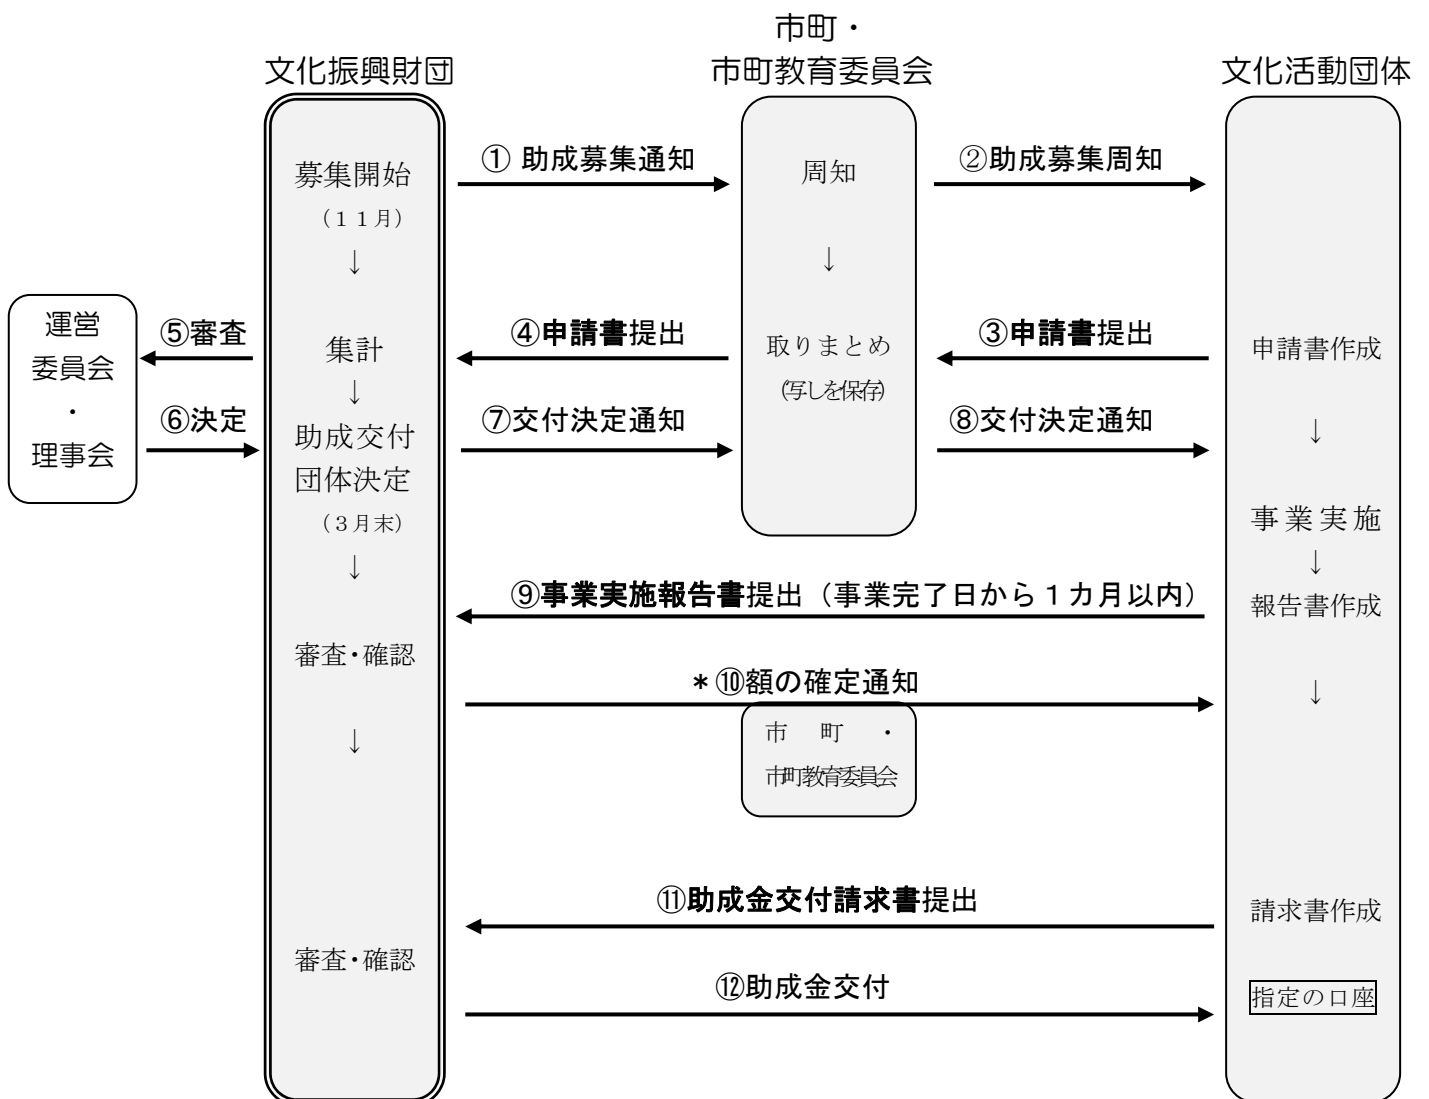 市町・
文化振興財団
市町教育委員会
文化活動団体
① 助成募集通知
②助成募集周知
募集開始
(11月)
↓
周知
↓
運営
委員会
・
理事会
⑤審査
⑥決定
集計
↓
助成交付
団体決定
(3月末)
↓
④申請書提出
⑦交付決定通知
取りまとめ
(写しを保存)
③申請書提出
⑧交付決定通知
申請書作成
↓
事業実施
↓
報告書作成
↓
⑨事業実施報告書提出(事業完了日から1カ月以内)
審査・確認
↓
*⑩額の確定通知
市町・
市町教育委員会
⑪助成金交付請求書提出
請求書作成
審査・確認
⑫助成金交付
指定の口座